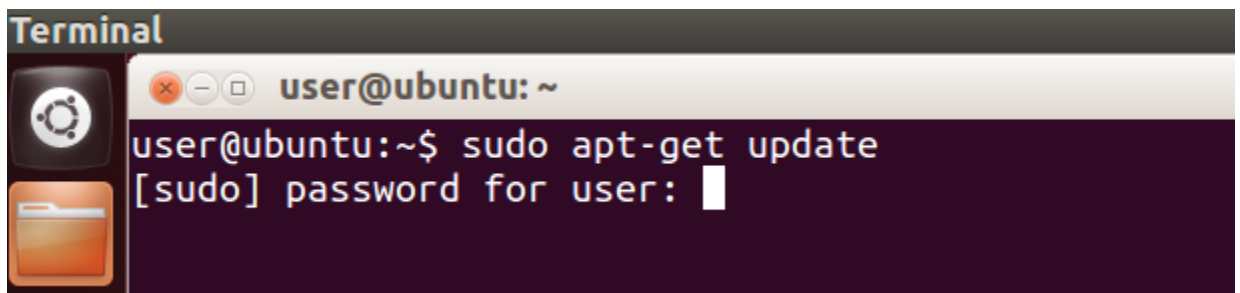 Terminal
user@ubuntu: ~
user@ubuntu:~$ sudo apt-get update
[sudo] password for user: